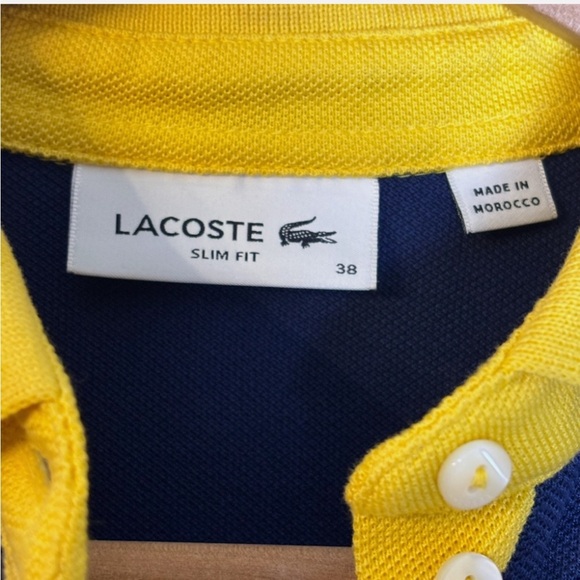 LACOSTE
SLIM FIT
38
MADE IN
MOROCCO